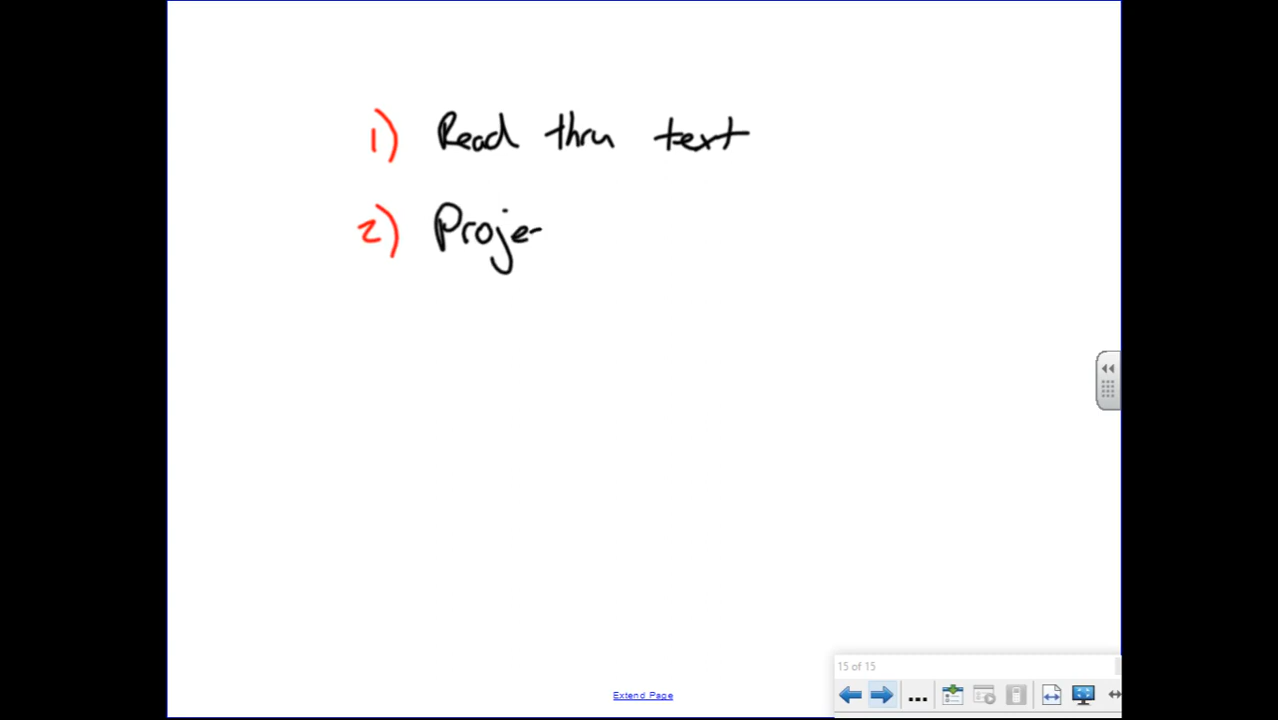 1) Read thru text
2) Proje
15 of 15
Extend Page